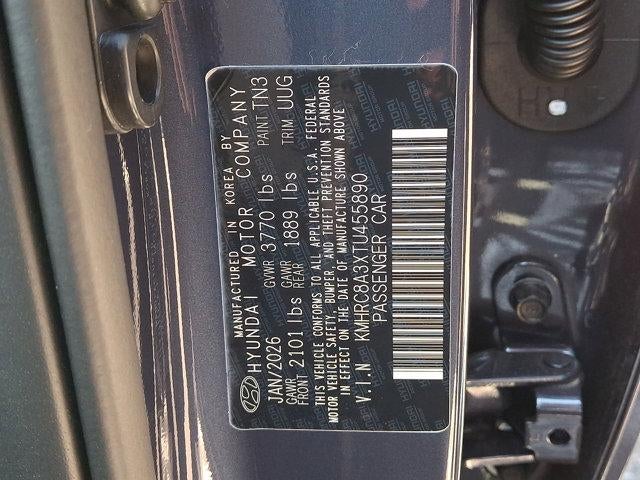 MANUFACTURED IN KOREA BY
HYUNDAI MOTOR COMPANY
JAN/2026 GVWR 3770 lbs PAINT TN3
GAWR FRONT 2101 lbs GAWR REAR 1889 lbs TRIM UUG
THIS VEHICLE CONFORMS TO ALL APPLICABLE U.S.A. FEDERAL
MOTOR VEHICLE SAFETY, BUMPER, AND THEFT PREVENTION STANDARDS
IN EFFECT ON THE DATE OF MANUFACTURE SHOWN ABOVE
V.I.N KMHRC8A3XTU455890
PASSENGER CAR